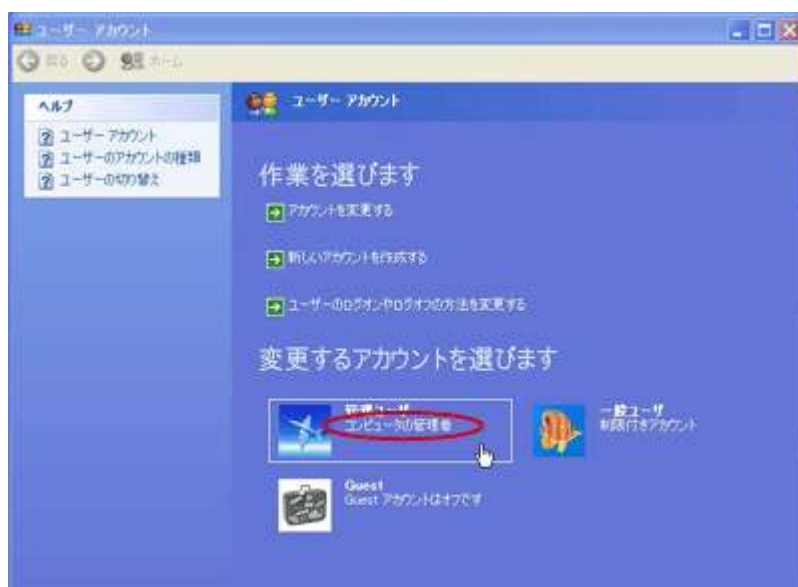 ユーザー アカウント
戻る
ホーム
ヘルプ
ユーザー アカウント
ユーザーのアカウントの種類
ユーザーの切り替え
ユーザー アカウント
作業を選びます
アカウントを変更する
新しいアカウントを作成する
ユーザーのログオンやログオフの方法を変更する
変更するアカウントを選びます
管理ユーザ
コンピュータの管理者
一般ユーザ
制限付きアカウント
Guest
Guest アカウントはオフです